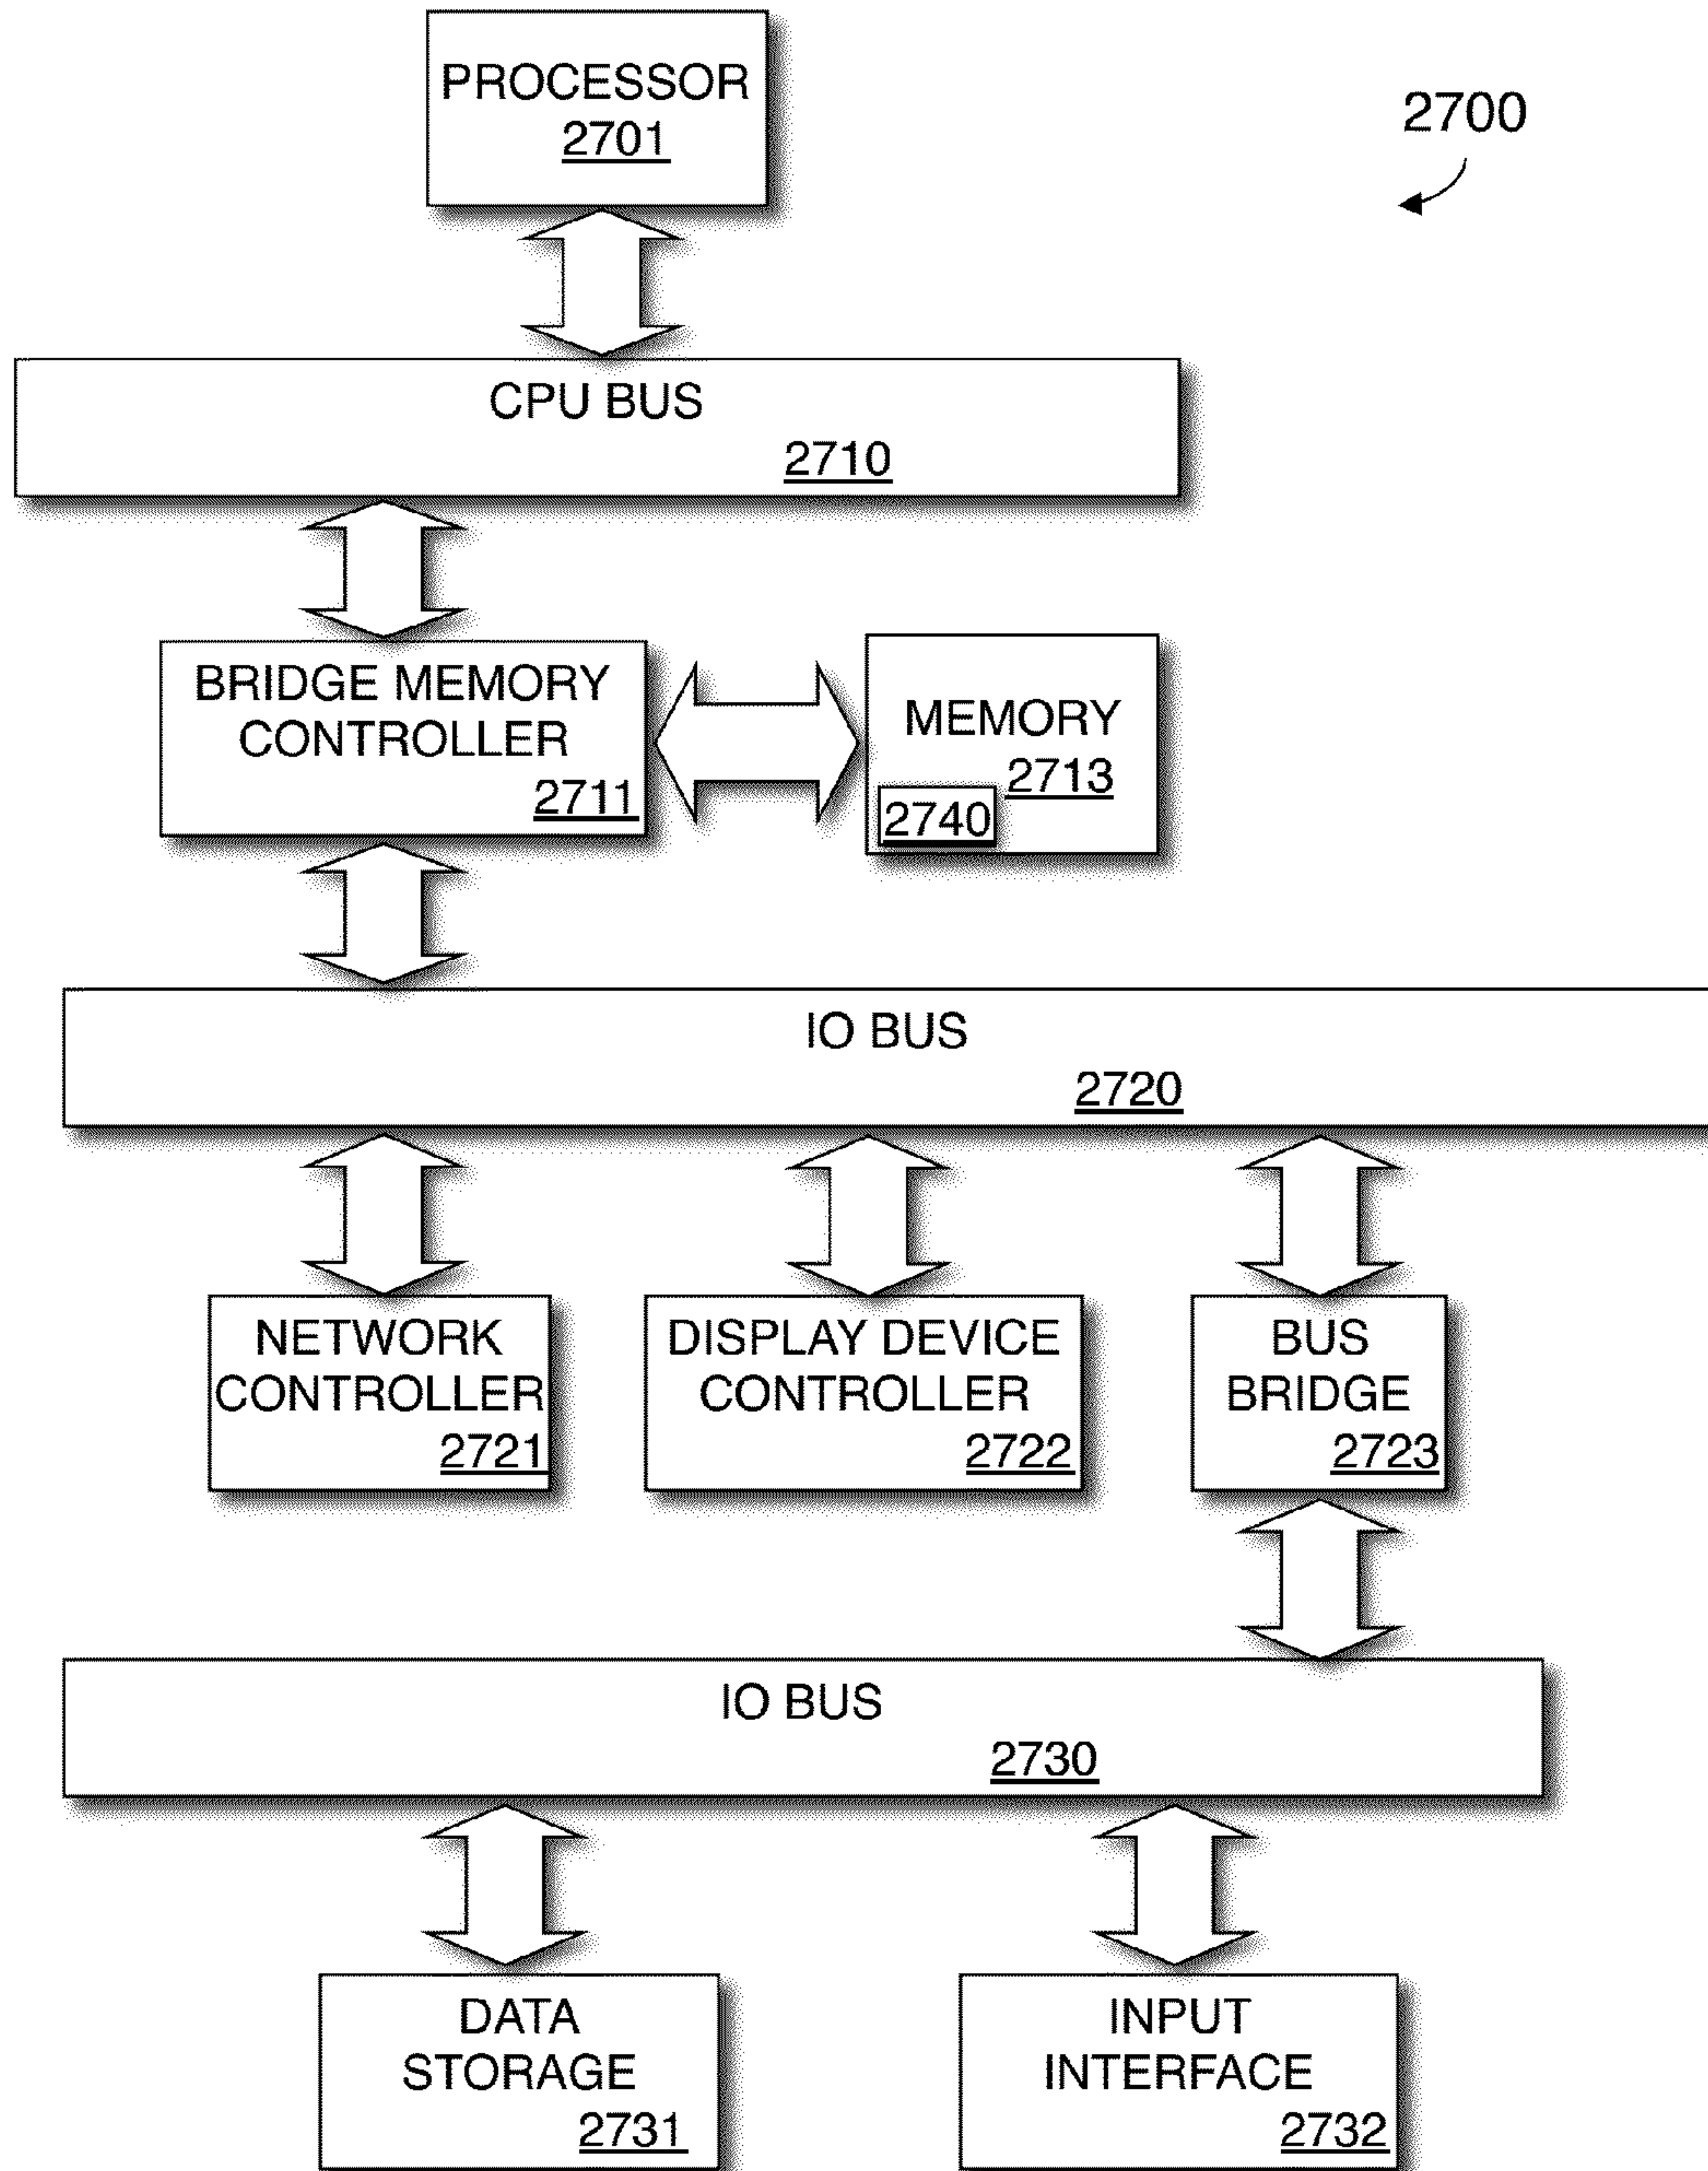 PROCESSOR
2701
2700
CPU BUS
2710
BRIDGE MEMORY
CONTROLLER
2711
MEMORY
2713
2740
IO BUS
2720
NETWORK
CONTROLLER
2721
DISPLAY DEVICE
CONTROLLER
2722
BUS
BRIDGE
2723
IO BUS
2730
DATA
STORAGE
2731
INPUT
INTERFACE
2732